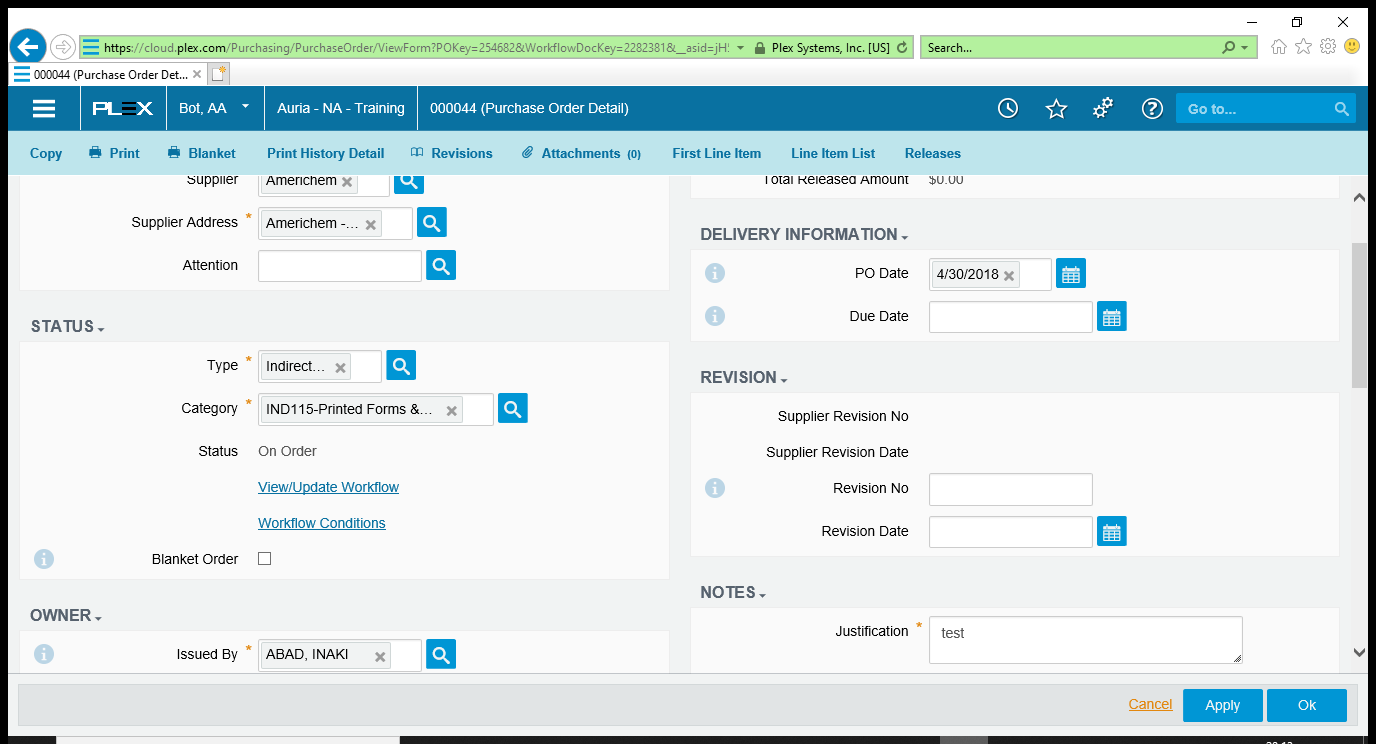 https://cloud.plex.com/Purchasing/PurchaseOrder/ViewForm?POKey=254682&WorkflowDocKey=2282381&__asid=jH
Plex Systems, Inc. [US]
Search...
000044 (Purchase Order Det...
PLEX
Bot, AA
Auria - NA - Training
000044 (Purchase Order Detail)
Go to...
Copy
Print
Blanket
Print History Detail
Revisions
Attachments (0)
First Line Item
Line Item List
Releases
Supplier
Americhem
Supplier Address *
Americhem -...
Attention
STATUS
Type *
Indirect...
Category *
IND115-Printed Forms &...
Status
On Order
View/Update Workflow
Workflow Conditions
Blanket Order
OWNER
Issued By *
ABAD, INAKI
Total Released Amount
$0.00
DELIVERY INFORMATION
PO Date
4/30/2018
Due Date
REVISION
Supplier Revision No
Supplier Revision Date
Revision No
Revision Date
NOTES
Justification *
test
Cancel
Apply
Ok